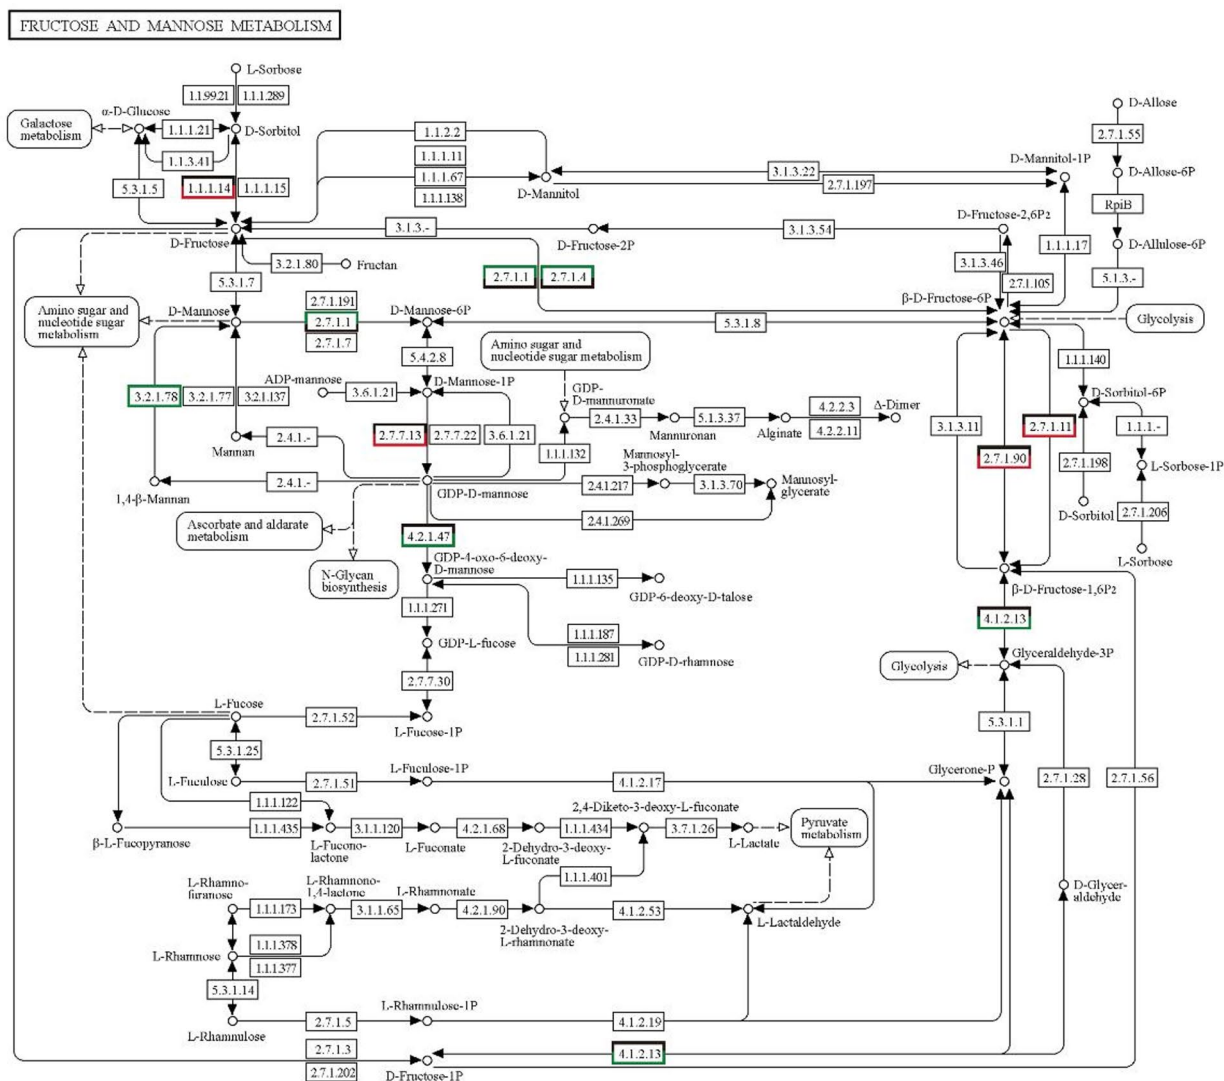 FRUCTOSE AND MANNOSE METABOLISM
L-Sorbose
1.1.99.21
1.1.1.289
α-D-Glucose
Galactose
metabolism
1.1.1.21
D-Sorbitol
1.1.3.41
5.3.1.5
1.1.1.14
1.1.1.15
1.1.2.2
1.1.1.11
1.1.1.67
1.1.1.138
D-Mannitol
3.1.3.22
2.7.1.197
D-Mannitol-1P
D-Allose
2.7.1.55
D-Allose-6P
RpiB
D-Allulose-6P
5.1.3.-
D-Fructose
3.1.3.-
D-Fructose-2P
3.1.3.54
D-Fructose-2,6P2
1.1.1.17
3.2.1.80
Fructan
2.7.1.1
2.7.1.4
3.1.3.46
2.7.1.105
5.3.1.7
β-D-Fructose-6P
Amino sugar and
nucleotide sugar
metabolism
D-Mannose
2.7.1.191
2.7.1.1
2.7.1.7
D-Mannose-6P
5.3.1.8
Glycolysis
5.4.2.8
Amino sugar and
nucleotide sugar metabolism
1.1.1.140
3.2.1.78
3.2.1.77
3.2.1.137
ADP-mannose
3.6.1.21
D-Mannose-1P
GDP-
D-mannuronate
2.4.1.33
Mannuronan
5.1.3.37
Alginate
4.2.2.3
4.2.2.11
Δ-Dimer
D-Sorbitol-6P
1.1.1.-
2.7.7.13
2.7.7.22
3.6.1.21
3.1.3.11
2.7.1.90
2.7.1.11
2.7.1.198
L-Sorbose-1P
Mannan
2.4.1.-
1.1.1.132
Mannosyl-
3-phosphoglycerate
2.4.1.217
3.1.3.70
Mannosyl-
glycerate
1,4-β-Mannan
2.4.1.-
GDP-D-mannose
2.4.1.269
D-Sorbitol
2.7.1.206
L-Sorbose
Ascorbate and aldarate
metabolism
4.2.1.47
N-Glycan
biosynthesis
GDP-4-oxo-6-deoxy-
D-mannose
1.1.1.135
GDP-6-deoxy-D-talose
β-D-Fructose-1,6P2
1.1.1.271
4.1.2.13
GDP-L-fucose
1.1.1.187
1.1.1.281
GDP-D-rhamnose
Glycolysis
Glyceraldehyde-3P
2.7.7.30
L-Fucose
2.7.1.52
L-Fucose-1P
5.3.1.1
5.3.1.25
L-Fuculose
2.7.1.51
L-Fuculose-1P
4.1.2.17
Glycerone-P
2.7.1.28
2.7.1.56
1.1.1.122
2,4-Diketo-3-deoxy-L-fuconate
β-L-Fucopyranose
1.1.1.435
L-Fucono-
lactone
3.1.1.120
L-Fuconate
4.2.1.68
2-Dehydro-3-deoxy-
L-fuconate
1.1.1.434
3.7.1.26
L-Lactate
Pyruvate
metabolism
1.1.1.401
L-Rhamno-
furanose
L-Rhamnono-
1,4-lactone
L-Rhamnonate
D-Glycer-
aldehyde
1.1.1.173
3.1.1.65
4.2.1.90
2-Dehydro-3-deoxy-
L-rhamnonate
4.1.2.53
L-Lactaldehyde
L-Rhamnose
1.1.1.378
1.1.1.377
5.3.1.14
L-Rhamnulose
2.7.1.5
L-Rhamnulose-1P
4.1.2.19
2.7.1.3
2.7.1.202
D-Fructose-1P
4.1.2.13